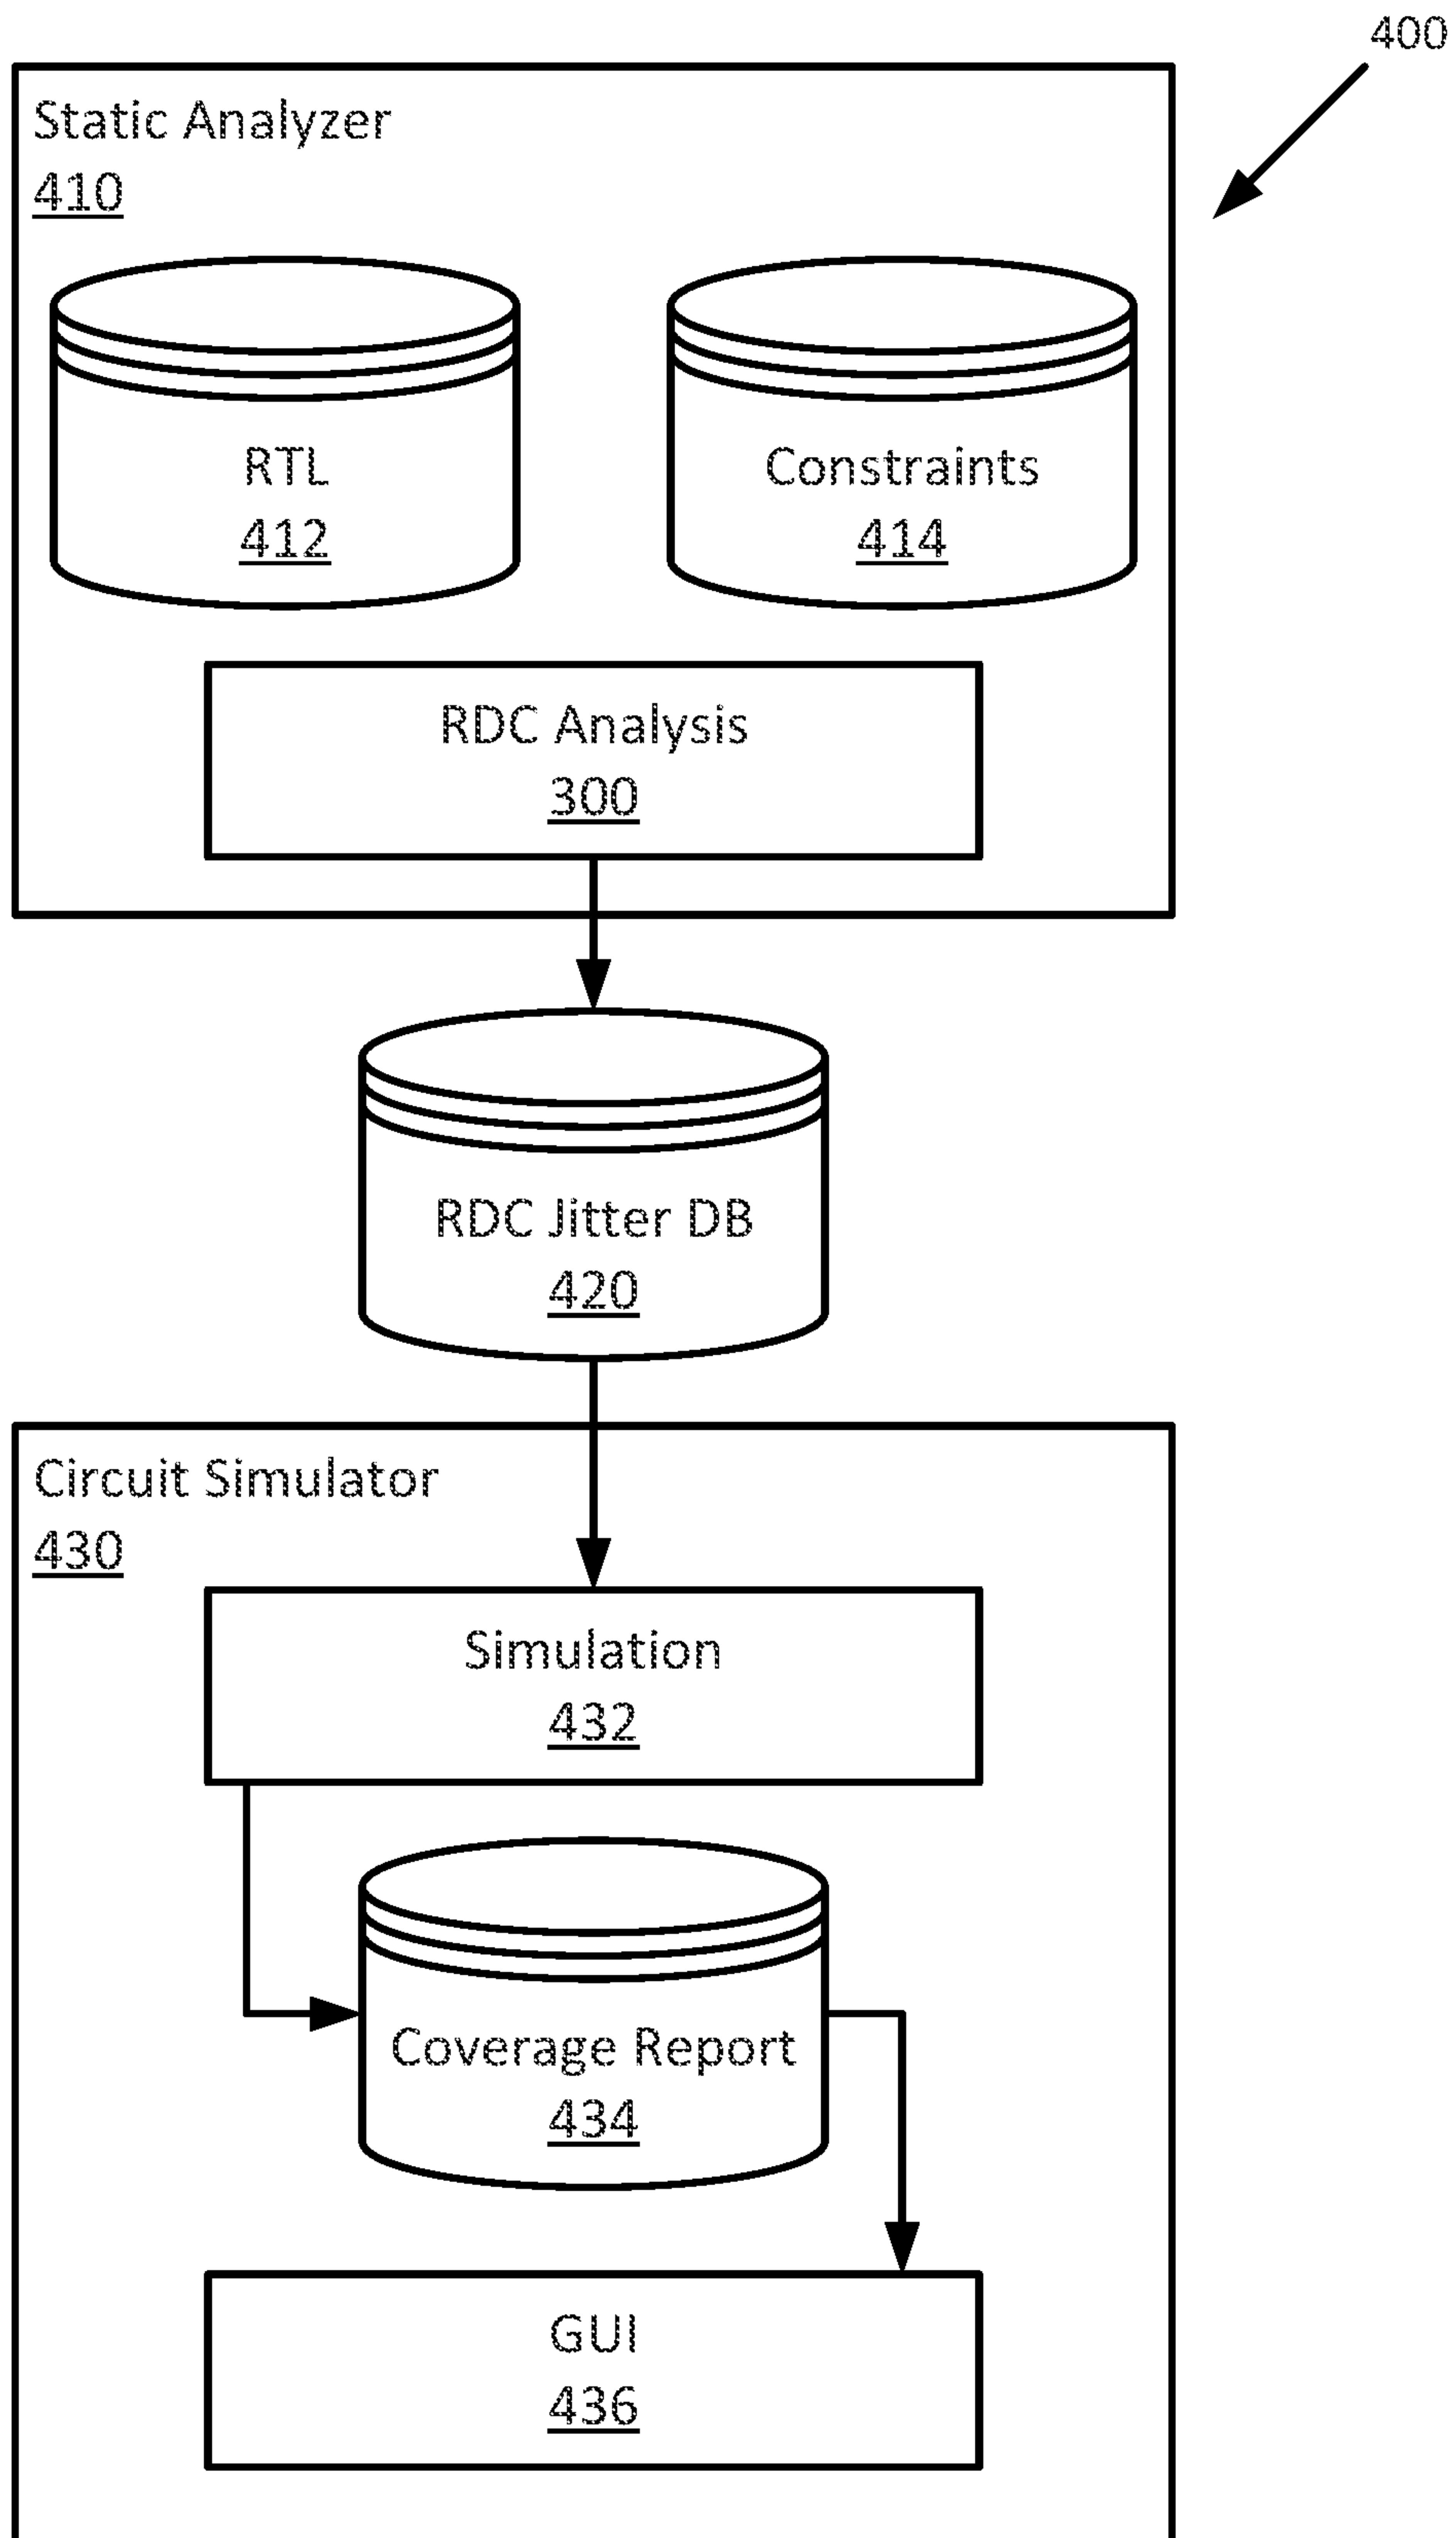 400
Static Analyzer
410
RTL
412
Constraints
414
RDC Analysis
300
RDC Jitter DB
420
Circuit Simulator
430
Simulation
432
Coverage Report
434
GUI
436